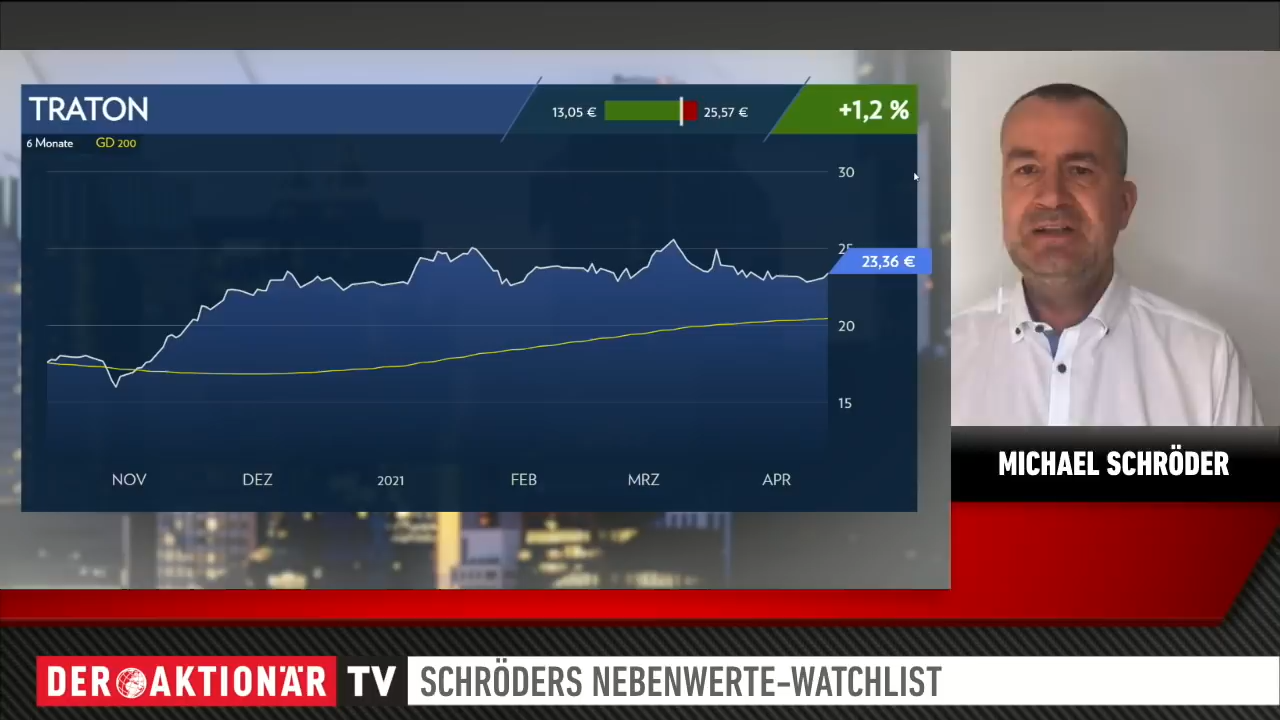 TRATON
13,05 € 25,57 €
+1,2 %
6 Monate GD 200
30
25
23,36 €
20
15
NOV DEZ 2021 FEB MRZ APR
MICHAEL SCHRÖDER
DER AKTIONÄR TV
SCHRÖDERS NEBENWERTE-WATCHLIST